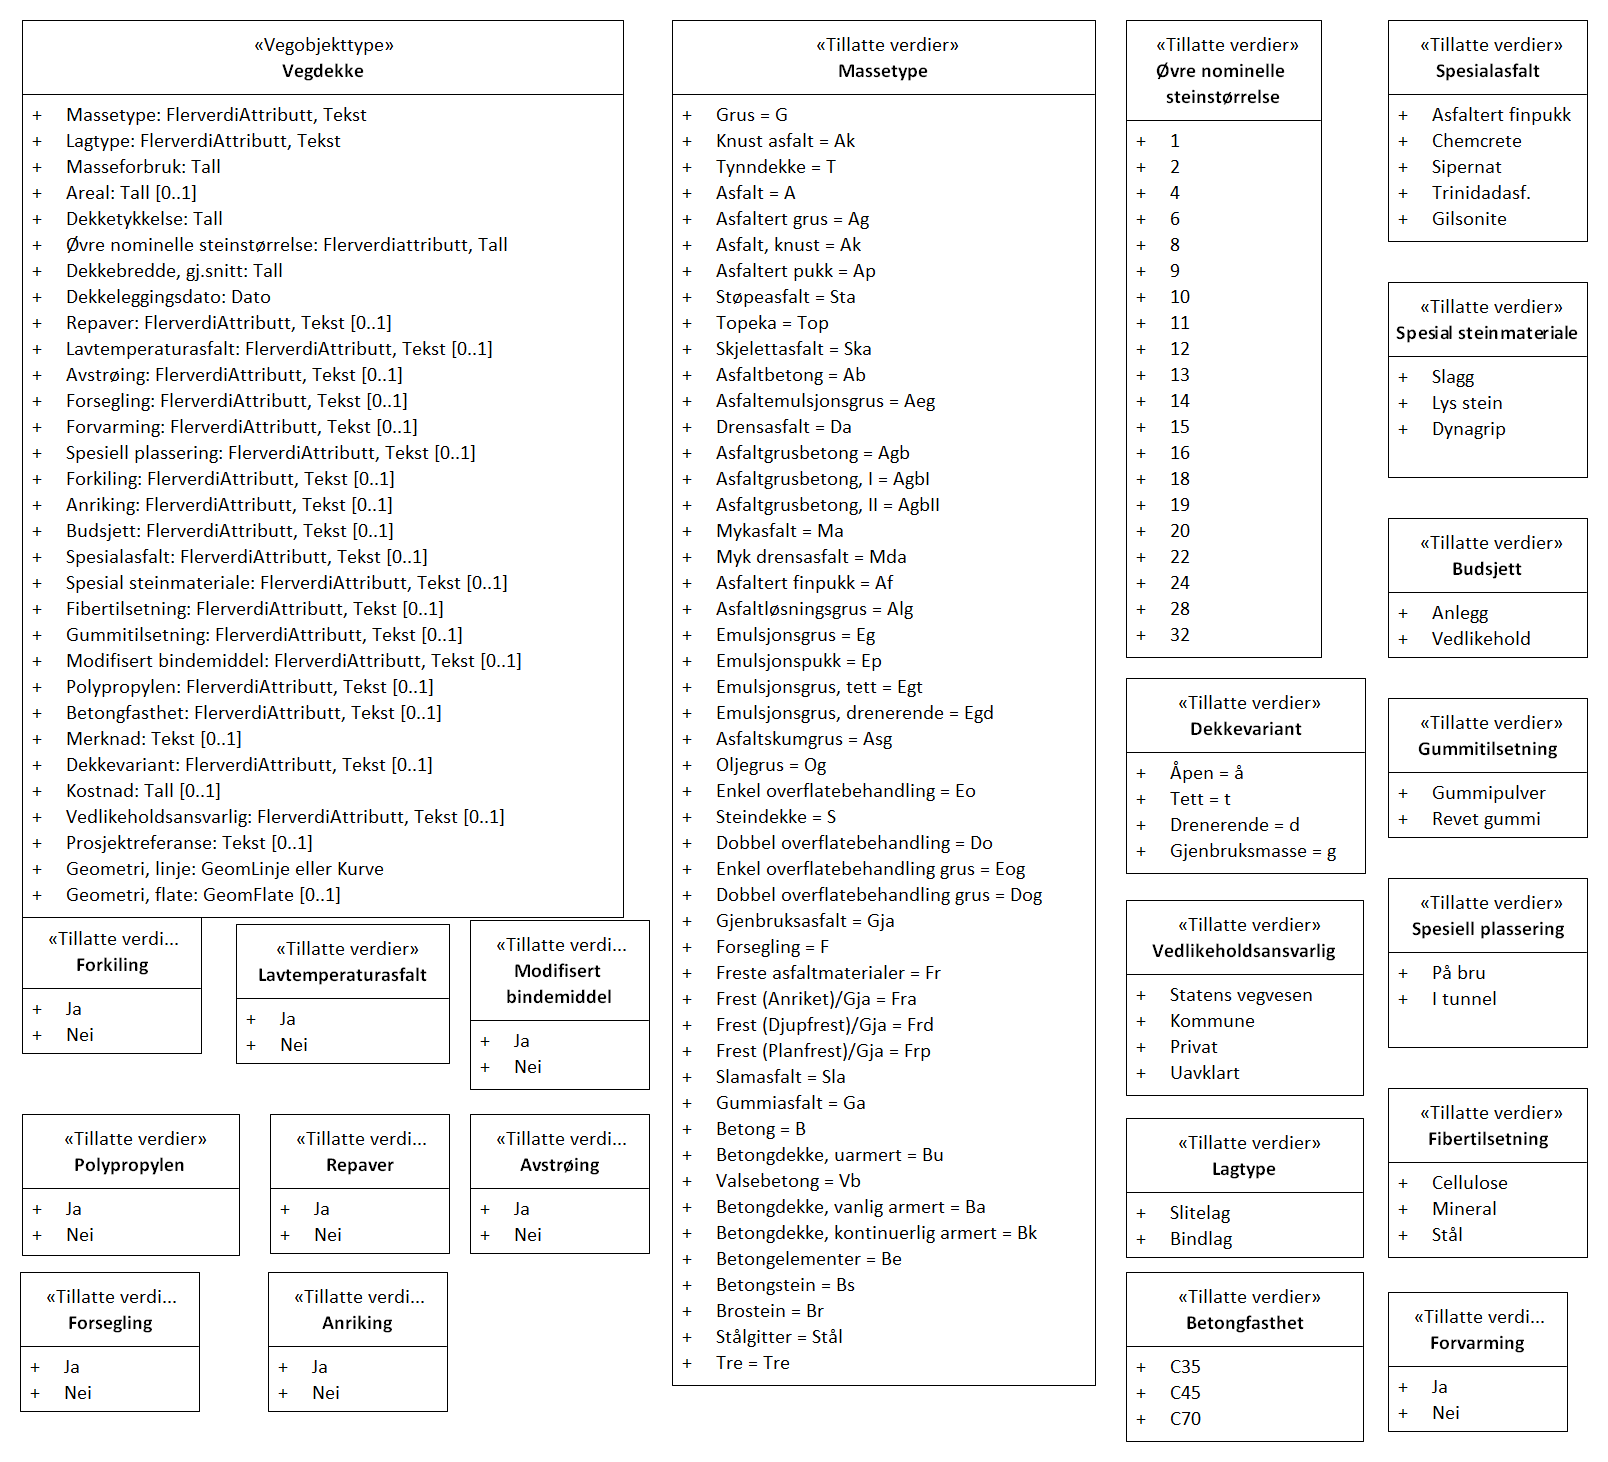 «Vegobjekttype»
Vegdekke
+ Massetype: FlerverdiAttributt, Tekst
+ Lagtype: FlerverdiAttributt, Tekst
+ Masseforbruk: Tall
+ Areal: Tall [0..1]
+ Dekketykkelse: Tall
+ Øvre nominelle steinstørrelse: Flerverdiattributt, Tall
+ Dekkebredde, gj.snitt: Tall
+ Dekkeleggingsdato: Dato
+ Repaver: FlerverdiAttributt, Tekst [0..1]
+ Lavtemperaturasfalt: FlerverdiAttributt, Tekst [0..1]
+ Avstrøing: FlerverdiAttributt, Tekst [0..1]
+ Forsegling: FlerverdiAttributt, Tekst [0..1]
+ Forvarming: FlerverdiAttributt, Tekst [0..1]
+ Spesiell plassering: FlerverdiAttributt, Tekst [0..1]
+ Forkiling: FlerverdiAttributt, Tekst [0..1]
+ Anriking: FlerverdiAttributt, Tekst [0..1]
+ Budsjett: FlerverdiAttributt, Tekst [0..1]
+ Spesialasfalt: FlerverdiAttributt, Tekst [0..1]
+ Spesial steinmateriale: FlerverdiAttributt, Tekst [0..1]
+ Fibertilsetning: FlerverdiAttributt, Tekst [0..1]
+ Gummitilsetning: FlerverdiAttributt, Tekst [0..1]
+ Modifisert bindemiddel: FlerverdiAttributt, Tekst [0..1]
+ Polypropylen: FlerverdiAttributt, Tekst [0..1]
+ Betongfasthet: FlerverdiAttributt, Tekst [0..1]
+ Merknad: Tekst [0..1]
+ Dekkevariant: FlerverdiAttributt, Tekst [0..1]
+ Kostnad: Tall [0..1]
+ Vedlikeholdsansvarlig: FlerverdiAttributt, Tekst [0..1]
+ Prosjektreferanse: Tekst [0..1]
+ Geometri, linje: GeomLinje eller Kurve
+ Geometri, flate: GeomFlate [0..1]
«Tillatte verdi...
Forkiling
+ Ja
+ Nei
«Tillatte verdier»
Lavtemperaturasfalt
+ Ja
+ Nei
«Tillatte verdi...
Modifisert
bindemiddel
+ Ja
+ Nei
«Tillatte verdier»
Polypropylen
+ Ja
+ Nei
«Tillatte verdi...
Repaver
+ Ja
+ Nei
«Tillatte verdi...
Avstrøing
+ Ja
+ Nei
«Tillatte verdi...
Forsegling
+ Ja
+ Nei
«Tillatte verdi...
Anriking
+ Ja
+ Nei
«Tillatte verdier»
Massetype
+ Grus = G
+ Knust asfalt = Ak
+ Tynndekke = T
+ Asfalt = A
+ Asfaltert grus = Ag
+ Asfalt, knust = Ak
+ Asfaltert pukk = Ap
+ Støpeasfalt = Sta
+ Topeka = Top
+ Skjelettasfalt = Ska
+ Asfaltbetong = Ab
+ Asfaltemulsjonsgrus = Aeg
+ Drensasfalt = Da
+ Asfaltgrusbetong = Agb
+ Asfaltgrusbetong, I = AgbI
+ Asfaltgrusbetong, II = AgbII
+ Mykasfalt = Ma
+ Myk drensasfalt = Mda
+ Asfaltert finpukk = Af
+ Asfaltløsningsgrus = Alg
+ Emulsjonsgrus = Eg
+ Emulsjonspukk = Ep
+ Emulsjonsgrus, tett = Egt
+ Emulsjonsgrus, drenerende = Egd
+ Asfaltskumgrus = Asg
+ Oljegrus = Og
+ Enkel overflatebehandling = Eo
+ Steindekke = S
+ Dobbel overflatebehandling = Do
+ Enkel overflatebehandling grus = Eog
+ Dobbel overflatebehandling grus = Dog
+ Gjenbruksasfalt = Gja
+ Forsegling = F
+ Freste asfaltmaterialer = Fr
+ Frest (Anriket)/Gja = Fra
+ Frest (Djupfrest)/Gja = Frd
+ Frest (Planfrest)/Gja = Frp
+ Slamasfalt = Sla
+ Gummiasfalt = Ga
+ Betong = B
+ Betongdekke, uarmert = Bu
+ Valsebetong = Vb
+ Betongdekke, vanlig armert = Ba
+ Betongdekke, kontinuerlig armert = Bk
+ Betongelementer = Be
+ Betongstein = Bs
+ Brostein = Br
+ Stålgitter = Stål
+ Tre = Tre
«Tillatte verdier»
Øvre nominelle
steinstørrelse
+ 1
+ 2
+ 4
+ 6
+ 8
+ 9
+ 10
+ 11
+ 12
+ 13
+ 14
+ 15
+ 16
+ 18
+ 19
+ 20
+ 22
+ 24
+ 28
+ 32
«Tillatte verdier»
Dekkevariant
+ Åpen = å
+ Tett = t
+ Drenerende = d
+ Gjenbruksmasse = g
«Tillatte verdier»
Vedlikeholdsansvarlig
+ Statens vegvesen
+ Kommune
+ Privat
+ Uavklart
«Tillatte verdier»
Lagtype
+ Slitelag
+ Bindlag
«Tillatte verdier»
Betongfasthet
+ C35
+ C45
+ C70
«Tillatte verdier»
Spesialasfalt
+ Asfaltert finpukk
+ Chemcrete
+ Sipernat
+ Trinidadasf.
+ Gilsonite
«Tillatte verdier»
Spesial steinmateriale
+ Slagg
+ Lys stein
+ Dynagrip
«Tillatte verdier»
Budsjett
+ Anlegg
+ Vedlikehold
«Tillatte verdier»
Gummitilsetning
+ Gummipulver
+ Revet gummi
«Tillatte verdier»
Spesiell plassering
+ På bru
+ I tunnel
«Tillatte verdier»
Fibertilsetning
+ Cellulose
+ Mineral
+ Stål
«Tillatte verdi...
Forvarming
+ Ja
+ Nei